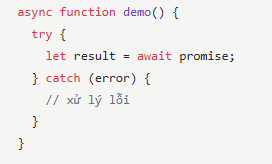 async function demo() {
  try {
    let result = await promise;
  } catch (error) {
    // xử lý lỗi
  }
}